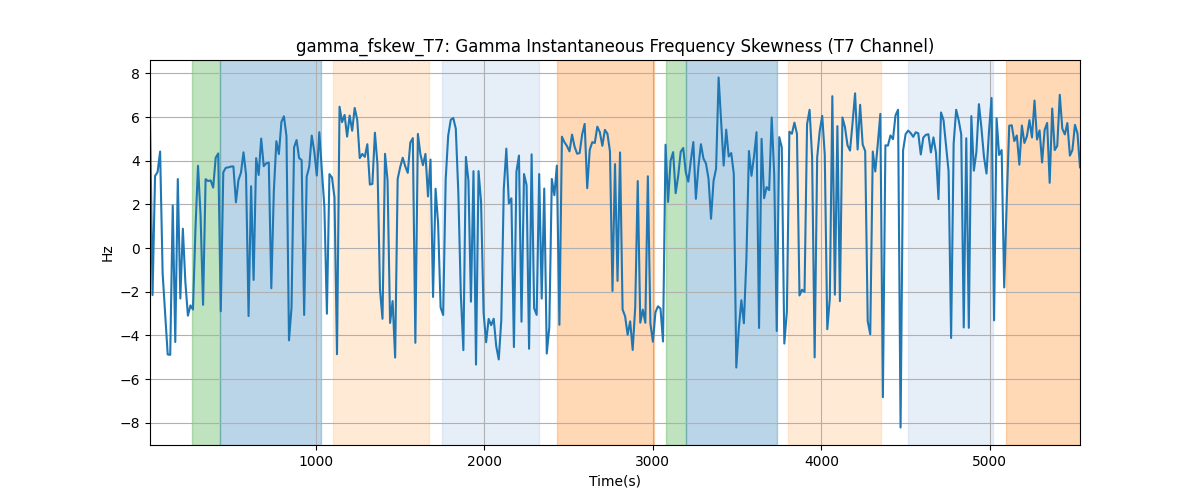 gamma_fskew_T7: Gamma Instantaneous Frequency Skewness (T7 Channel)
8
6
4
2
0
−2
−4
−6
−8
Hz
1000 2000 3000 4000 5000
Time(s)